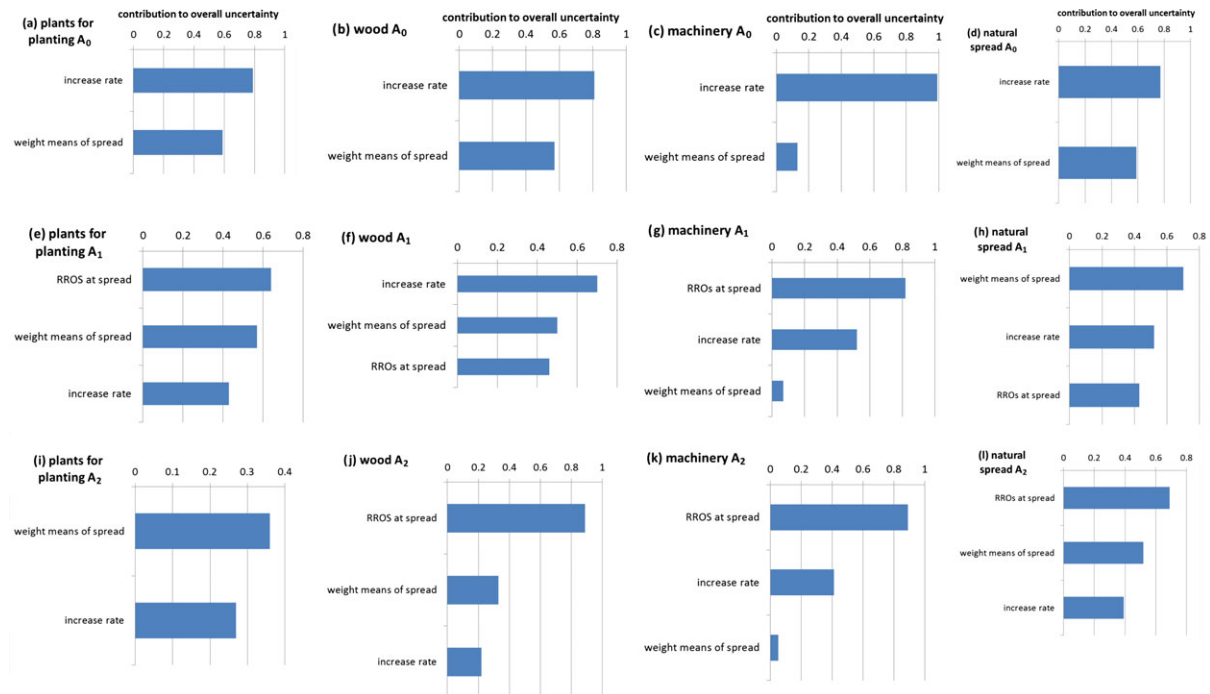 contribution to overall uncertainty
(a) plants for
planting A0
0 0.2 0.4 0.6 0.8 1
increase rate
weight means of spread
(b) wood A0
0 0.2 0.4 0.6 0.8 1
increase rate
weight means of spread
contribution to overall uncertainty
(c) machinery A0
0 0.2 0.4 0.6 0.8 1
increase rate
weight means of spread
contribution to overall uncertainty
(d) natural
spread A0
0 0.2 0.4 0.6 0.8 1
increase rate
weight means of spread
(e) plants for
planting A1
0 0.2 0.4 0.6 0.8
RROS at spread
weight means of spread
increase rate
(f) wood A1
0 0.2 0.4 0.6 0.8
increase rate
weight means of spread
RROs at spread
(g) machinery A1
0 0.2 0.4 0.6 0.8 1
RROs at spread
increase rate
weight means of spread
(h) natural
spread A1
0 0.2 0.4 0.6 0.8
weight means of spread
increase rate
RROs at spread
(i) plants for
planting A2
0 0.1 0.2 0.3 0.4
weight means of spread
increase rate
(j) wood A2
0 0.2 0.4 0.6 0.8 1
RROS at spread
weight means of spread
increase rate
(k) machinery A2
0 0.2 0.4 0.6 0.8 1
RROS at spread
increase rate
weight means of spread
(l) natural
spread A2
0 0.2 0.4 0.6 0.8
RROs at spread
weight means of spread
increase rate